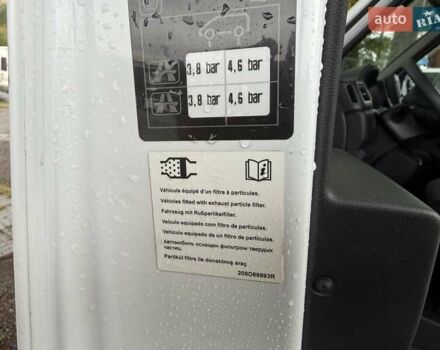 auto
RIA
3,8 bar 4,6 bar
3,8 bar 4,6 bar
Véhicule équipé d'un filtre à particules.
Vehicles fitted with exhaust particle filter.
Fahrzeug mit Rußpartikelfilter.
Veículo equipado com filtro de partículas.
Vehículo equipado de un filtro de partículas.
Автомобиль оснащен фильтром твердых
частиц.
Partikül filtre ile donatılmış araç
208D89693R